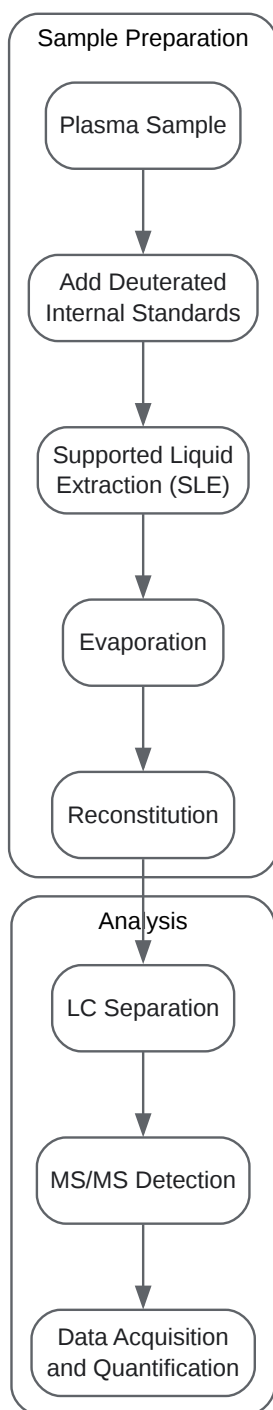 Sample Preparation
Plasma Sample
Add Deuterated
Internal Standards
Supported Liquid
Extraction (SLE)
Evaporation
Reconstitution
Analysis
LC Separation
MS/MS Detection
Data Acquisition
and Quantification